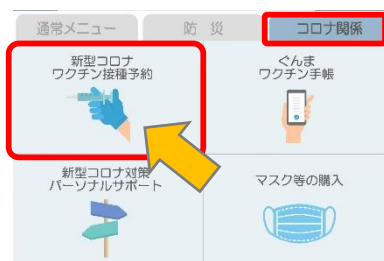 通常メニュー
防 災
コロナ関係
新型コロナ
ワクチン接種予約
ぐんま
ワクチン手帳
新型コロナ対策
パーソナルサポート
マスク等の購入